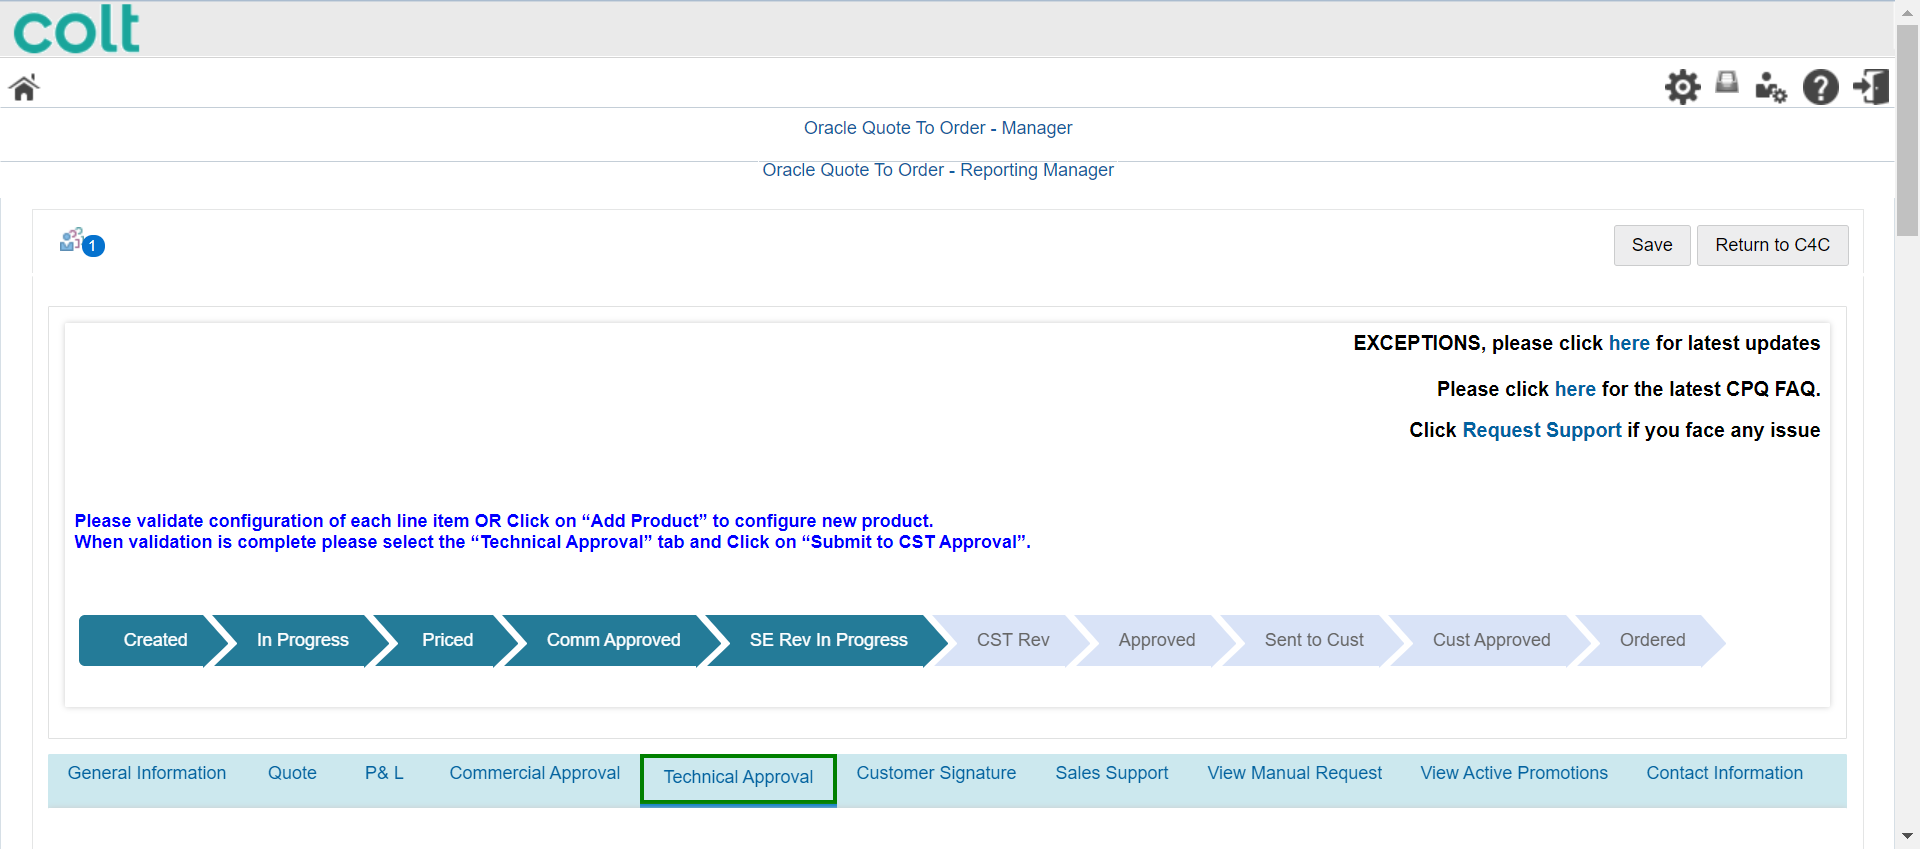 colt
Oracle Quote To Order - Manager
Oracle Quote To Order - Reporting Manager
1
Save
Return to C4C
EXCEPTIONS, please click here for latest updates
Please click here for the latest CPQ FAQ.
Click Request Support if you face any issue
Please validate configuration of each line item OR Click on “Add Product” to configure new product.
When validation is complete please select the “Technical Approval” tab and Click on “Submit to CST Approval”.
Created
In Progress
Priced
Comm Approved
SE Rev In Progress
CST Rev
Approved
Sent to Cust
Cust Approved
Ordered
General Information
Quote
P& L
Commercial Approval
Technical Approval
Customer Signature
Sales Support
View Manual Request
View Active Promotions
Contact Information